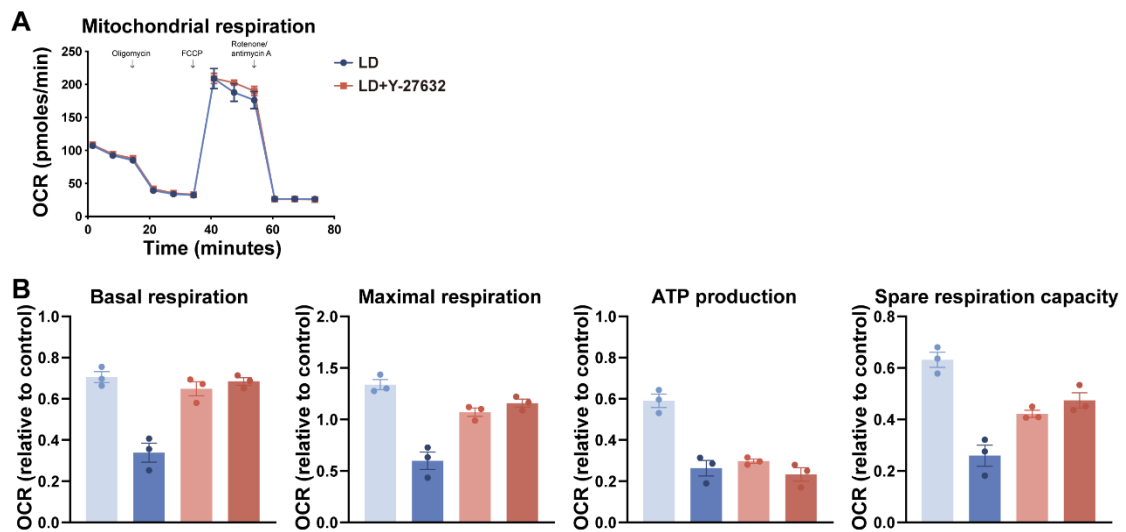 A
Mitochondrial respiration
Oligomycin
FCCP
Rotenone/
antimycin A
↓
↓
↓
OCR (pmoles/min)
250
200
150
100
50
0
0
20
40
60
80
Time (minutes)
LD
LD+Y-27632
B
Basal respiration
OCR (relative to control)
1.0
0.8
0.6
0.4
0.2
0.0
Maximal respiration
OCR (relative to control)
2.0
1.5
1.0
0.5
0.0
ATP production
OCR (relative to control)
1.0
0.8
0.6
0.4
0.2
0.0
Spare respiration capacity
OCR (relative to control)
0.8
0.6
0.4
0.2
0.0